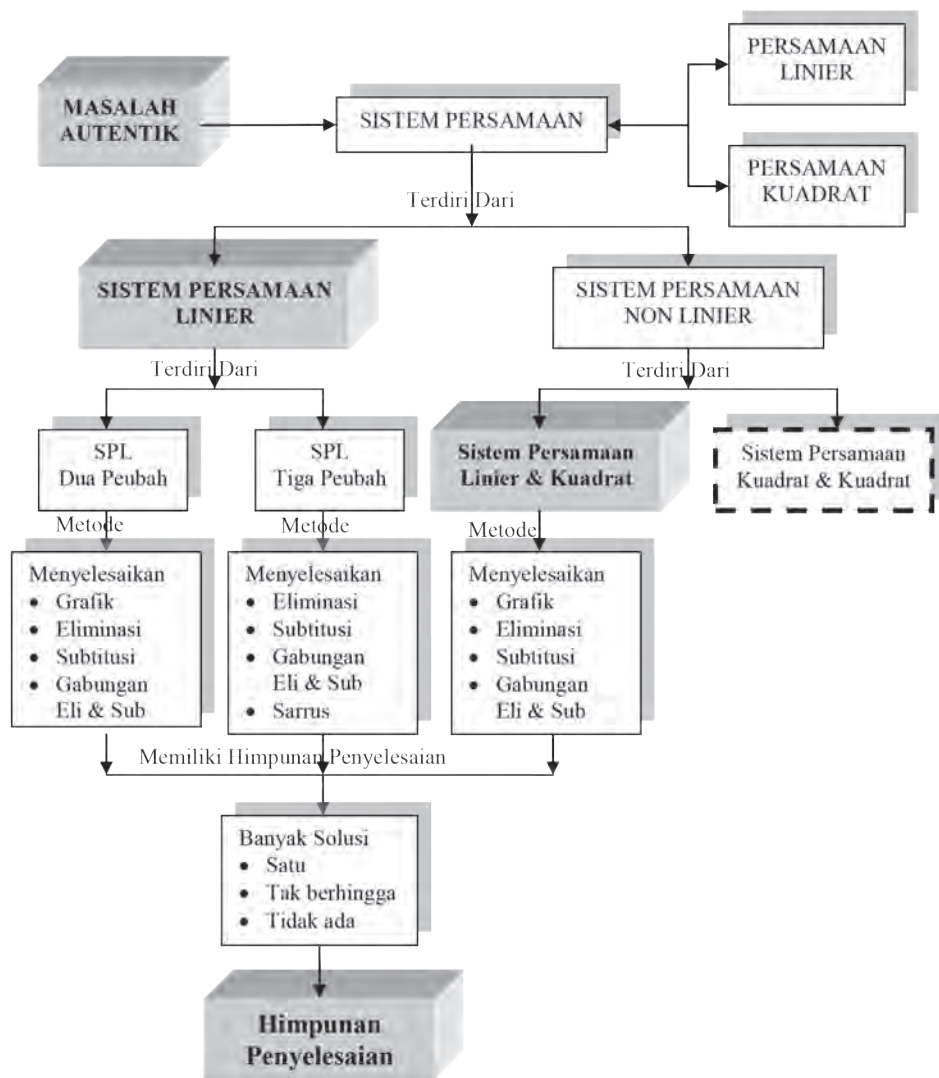 MASALAH
AUTENTIK
SISTEM PERSAMAAN
PERSAMAAN
LINIER
PERSAMAAN
KUADRAT
Terdiri Dari
SISTEM PERSAMAAN
LINIER
SISTEM PERSAMAAN
NON LINIER
Terdiri Dari
Terdiri Dari
SPL
Dua Peubah
SPL
Tiga Peubah
Sistem Persamaan
Linier & Kuadrat
Sistem Persamaan
Kuadrat & Kuadrat
Metode
Metode
Metode
Menyelesaikan
• Grafik
• Eliminasi
• Subtitusi
• Gabungan
Eli & Sub
Menyelesaikan
• Eliminasi
• Subtitusi
• Gabungan
Eli & Sub
• Sarrus
Menyelesaikan
• Grafik
• Eliminasi
• Subtitusi
• Gabungan
Eli & Sub
Memiliki Himpunan Penyelesaian
Banyak Solusi
• Satu
• Tak berhingga
• Tidak ada
Himpunan
Penyelesaian